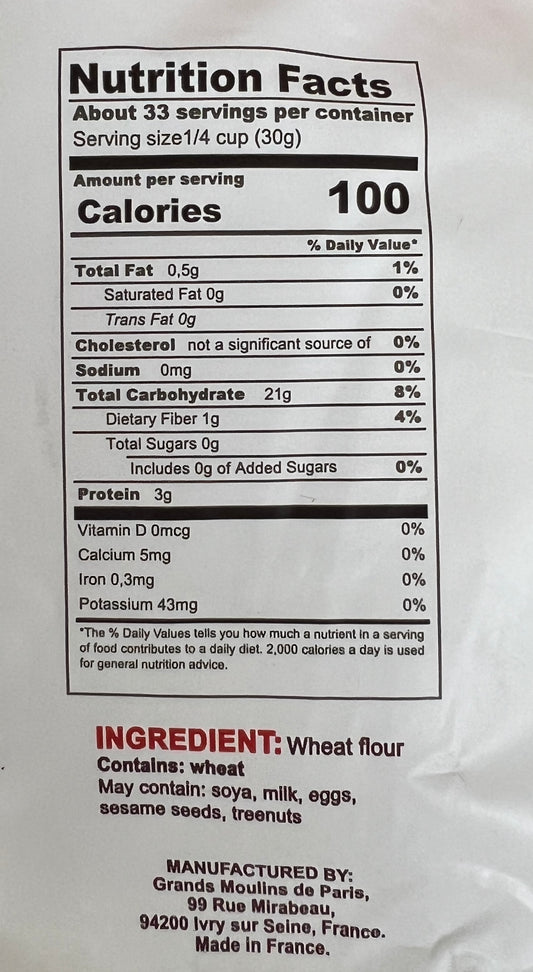 Nutrition Facts
About 33 servings per container
Serving size1/4 cup (30g)
Amount per serving
Calories 100
% Daily Value*
Total Fat 0,5g 1%
Saturated Fat 0g 0%
Trans Fat 0g
Cholesterol not a significant source of 0%
Sodium 0mg 0%
Total Carbohydrate 21g 8%
Dietary Fiber 1g 4%
Total Sugars 0g
Includes 0g of Added Sugars 0%
Protein 3g
Vitamin D 0mcg 0%
Calcium 5mg 0%
Iron 0,3mg 0%
Potassium 43mg 0%
*The % Daily Values tells you how much a nutrient in a serving
of food contributes to a daily diet. 2,000 calories a day is used
for general nutrition advice.
INGREDIENT: Wheat flour
Contains: wheat
May contain: soya, milk, eggs,
sesame seeds, treenuts
MANUFACTURED BY:
Grands Moulins de Paris,
99 Rue Mirabeau,
94200 Ivry sur Seine, France.
Made in France.